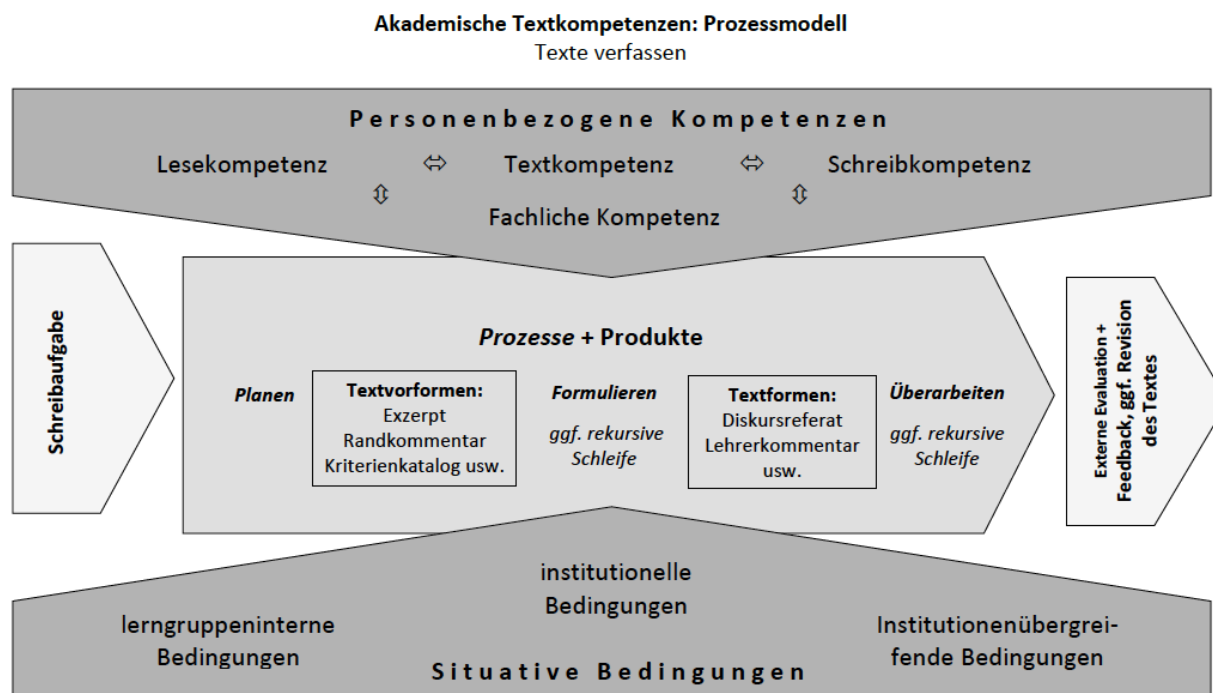 Akademische Textkompetenzen: Prozessmodell
Texte verfassen
Personenbezogene Kompetenzen
Lesekompetenz ⬄ Textkompetenz ⬄ Schreibkompetenz
⇳ ⇳
Fachliche Kompetenz
Schreibaufgabe
Prozesse + Produkte
Planen
Textvorformen:
Exzerpt
Randkommentar
Kriterienkatalog usw.
Formulieren
ggf. rekursive
Schleife
Textformen:
Diskursreferat
Lehrerkommentar
usw.
Überarbeiten
ggf. rekursive
Schleife
Externe Evaluation +
Feedback, ggf. Revision
des Textes
lerngruppeninterne
Bedingungen
institutionelle
Bedingungen
Institutionenübergrei-
fende Bedingungen
Situative Bedingungen